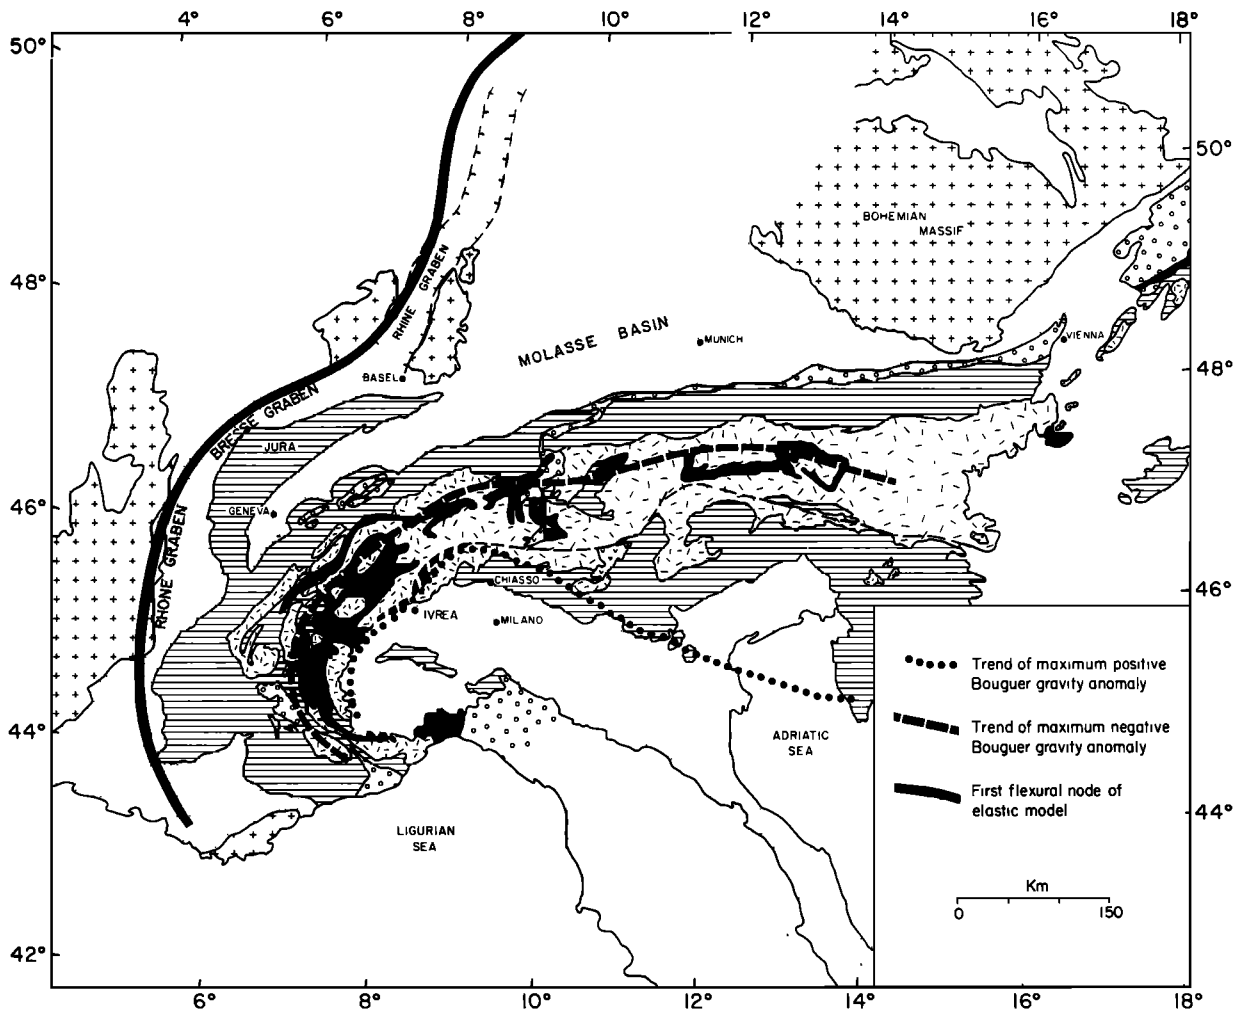 4° 6° 8° 10° 12° 14° 16° 18°
50°
50°
BOHEMIAN
MASSIF
48°
RHINE GRABEN
MOLASSE BASIN
MUNICH
VIENNA
BASEL
48°
BRESSE GRABEN
JURA
46°
GENEVA
RHONE GRABEN
CHIASSO
46°
IVREA
MILANO
44°
ADRIATIC
SEA
LIGURIAN
SEA
Trend of maximum positive
Bouguer gravity anomaly
Trend of maximum negative
Bouguer gravity anomaly
First flexural node of
elastic model
44°
Km
0 150
42°
6° 8° 10° 12° 14° 16° 18°